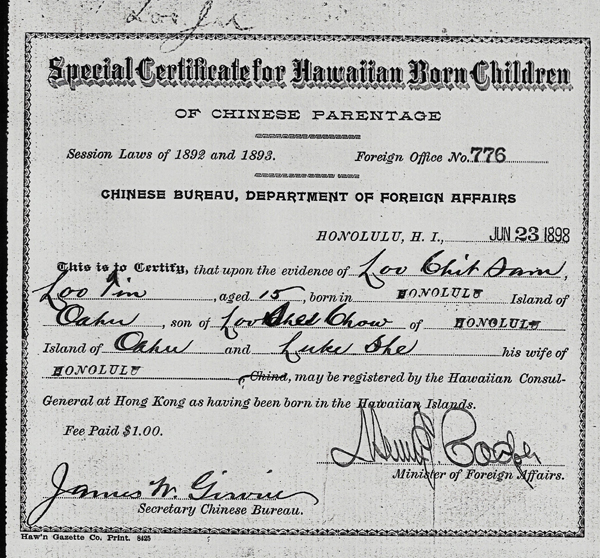 Loo
Special Certificate for Hawaiian Born Children
OF CHINESE PARENTAGE
Session Laws of 1892 and 1893. Foreign Office No. 776
CHINESE BUREAU, DEPARTMENT OF FOREIGN AFFAIRS
HONOLULU, H. I., JUN 23 1898
This is to Certify, that upon the evidence of Loo Chit Sam,
Loo Tin, aged 15, born in HONOLULU Island of
Oahu, son of Loo Shes Chow of HONOLULU
Island of Oahu and Luke She his wife of
HONOLULU, China, may be registered by the Hawaiian Consul-
General at Hong Kong as having been born in the Hawaiian Islands.
Fee Paid $1.00.
Henry E. Cooper
Minister of Foreign Affairs.
James W. Girvin
Secretary Chinese Bureau.
Haw'n Gazette Co. Print. 8425